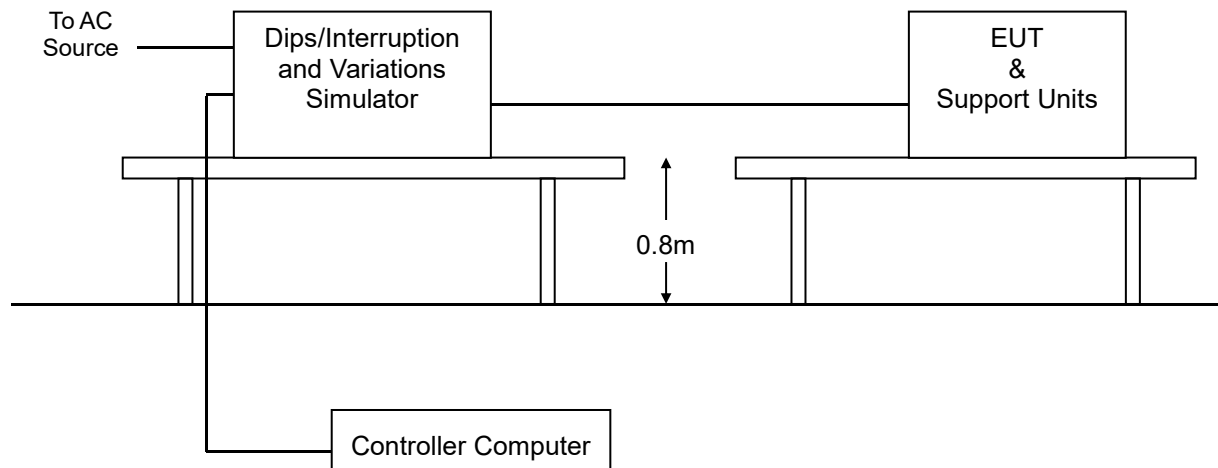 To AC
Source
Dips/Interruption
and Variations
Simulator
EUT
&
Support Units
0.8m
Controller Computer